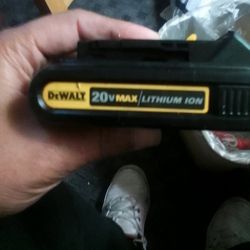 DEWALT 20V MAX/LITHIUM ION